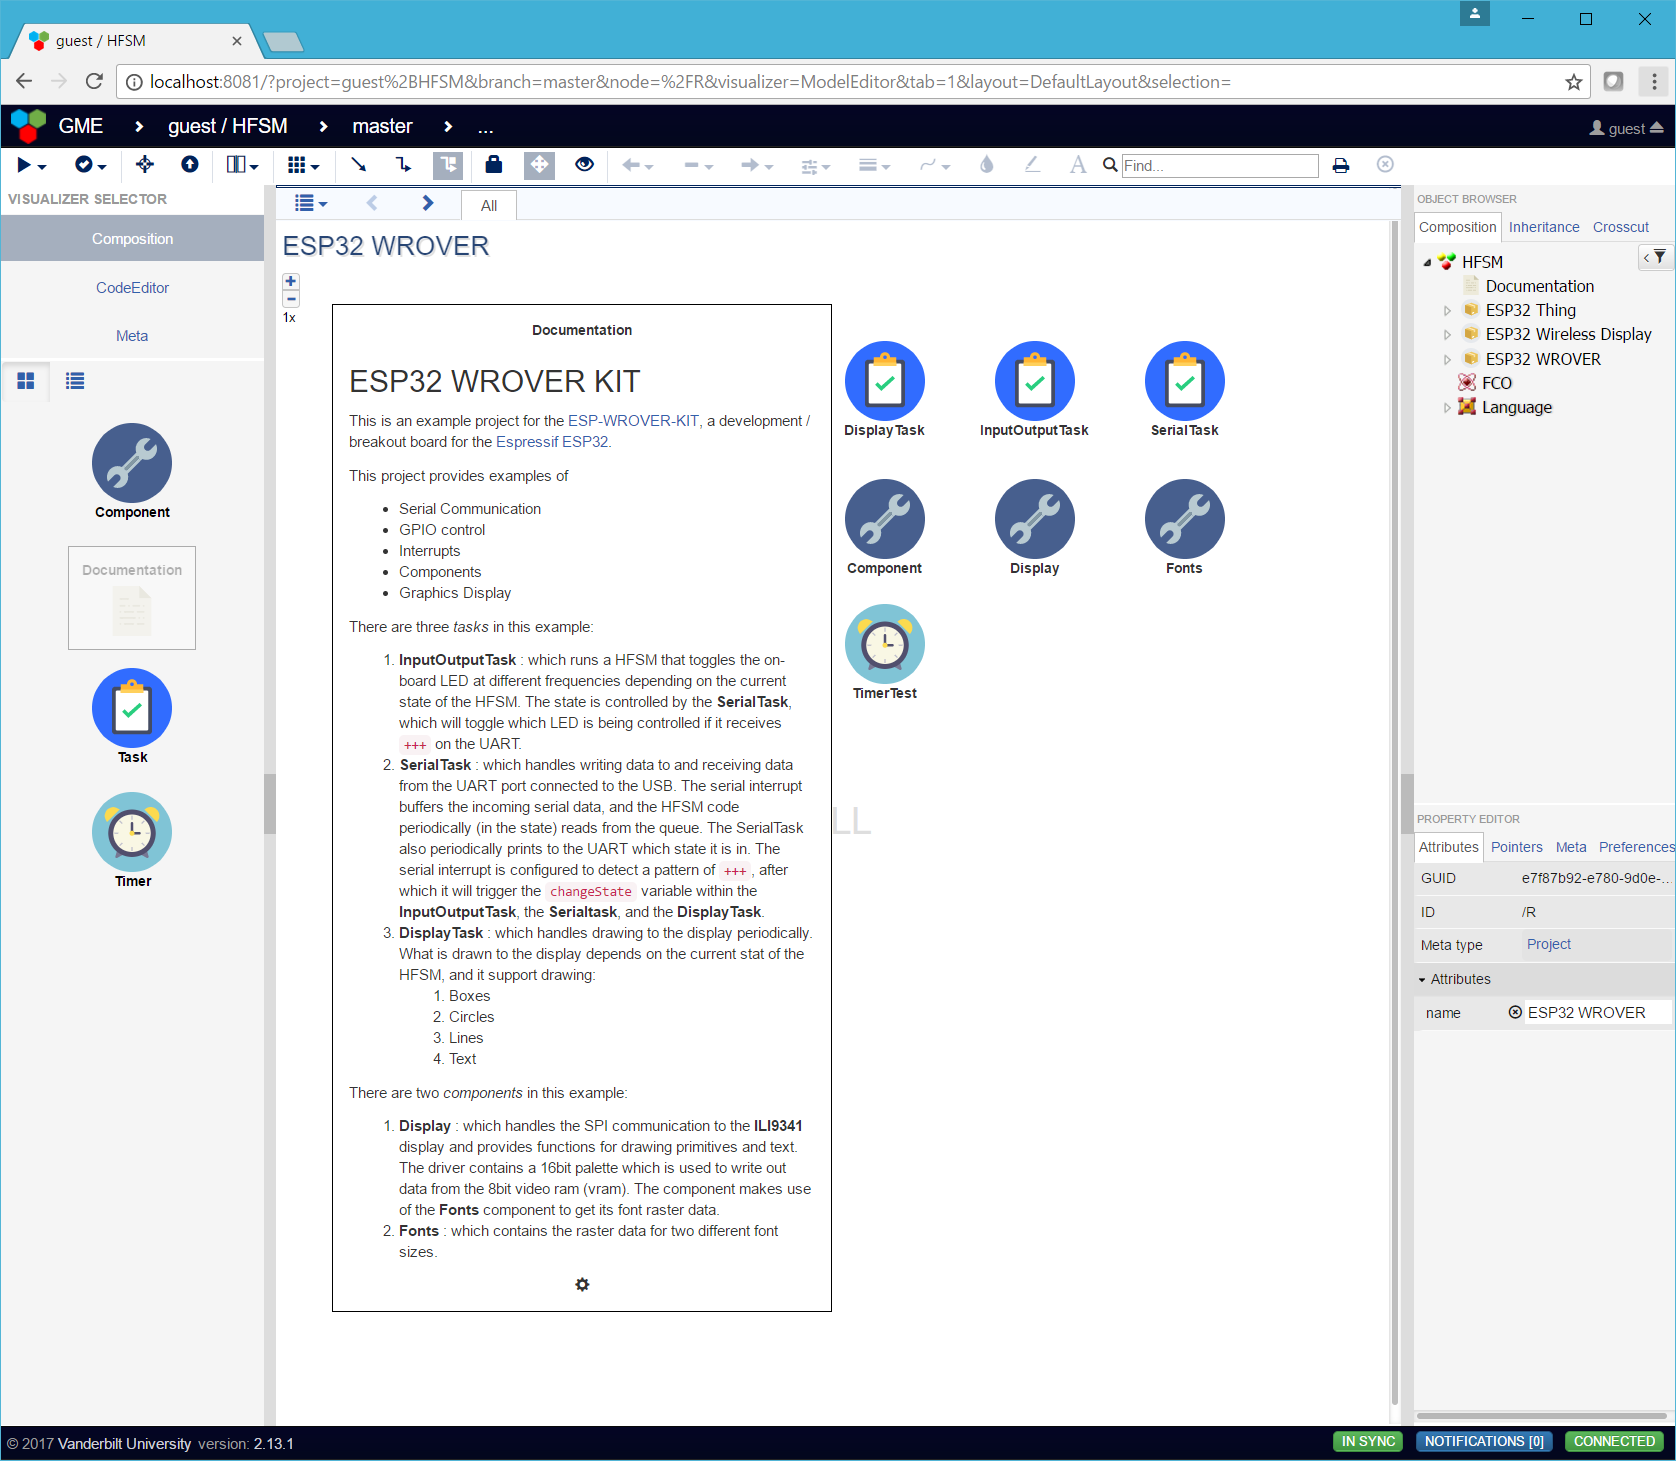 guest / HFSM
localhost:8081/?project=guest%2BHFSM&branch=master&node=%2FR&visualizer=ModelEditor&tab=1&layout=DefaultLayout&selection=
GME guest / HFSM master ...
guest
A Find...
VISUALIZER SELECTOR
Composition
CodeEditor
Meta
Component
Documentation
Task
Timer
All
ESP32 WROVER
1x
Documentation
ESP32 WROVER KIT
This is an example project for the ESP-WROVER-KIT, a development /
breakout board for the Espressif ESP32.
This project provides examples of
• Serial Communication
• GPIO control
• Interrupts
• Components
• Graphics Display
There are three tasks in this example:
1. InputOutputTask : which runs a HFSM that toggles the on-
board LED at different frequencies depending on the current
state of the HFSM. The state is controlled by the SerialTask,
which will toggle which LED is being controlled if it receives
+++ on the UART.
2. SerialTask : which handles writing data to and receiving data
from the UART port connected to the USB. The serial interrupt
buffers the incoming serial data, and the HFSM code
periodically (in the state) reads from the queue. The SerialTask
also periodically prints to the UART which state it is in. The
serial interrupt is configured to detect a pattern of +++, after
which it will trigger the changeState variable within the
InputOutputTask, the Serialtask, and the DisplayTask.
3. DisplayTask : which handles drawing to the display periodically.
What is drawn to the display depends on the current stat of the
HFSM, and it support drawing:
1. Boxes
2. Circles
3. Lines
4. Text
There are two components in this example:
1. Display : which handles the SPI communication to the ILI9341
display and provides functions for drawing primitives and text.
The driver contains a 16bit palette which is used to write out
data from the 8bit video ram (vram). The component makes use
of the Fonts component to get its font raster data.
2. Fonts : which contains the raster data for two different font
sizes.
DisplayTask InputOutputTask SerialTask
Component Display Fonts
TimerTest
LL
OBJECT BROWSER
Composition Inheritance Crosscut
HFSM
Documentation
ESP32 Thing
ESP32 Wireless Display
ESP32 WROVER
FCO
Language
PROPERTY EDITOR
Attributes Pointers Meta Preferences
GUID e7f87b92-e780-9d0e-...
ID /R
Meta type Project
Attributes
name ESP32 WROVER
© 2017 Vanderbilt University version: 2.13.1
IN SYNC NOTIFICATIONS [0] CONNECTED